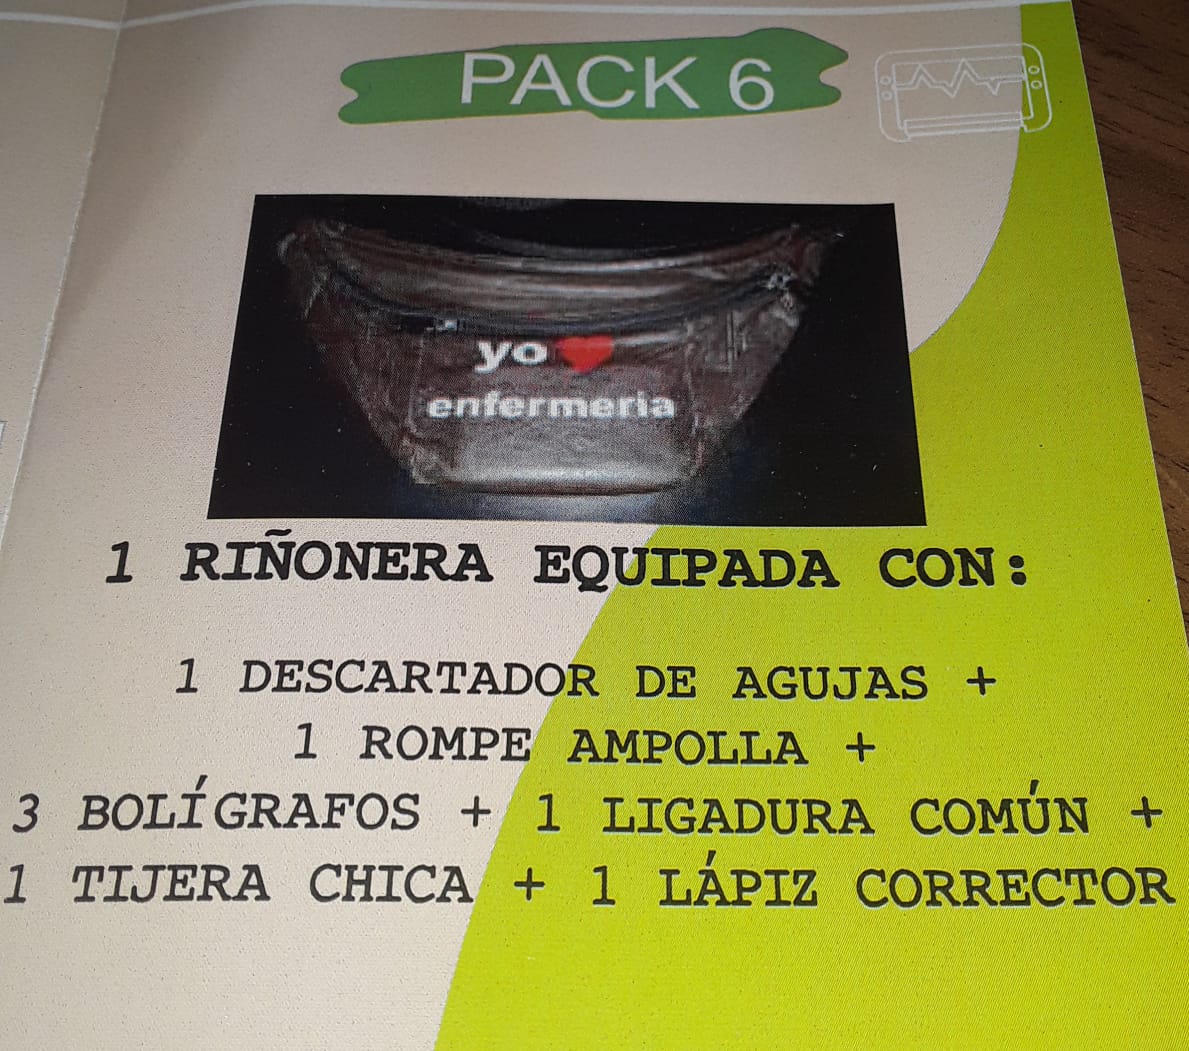 PACK 6
yo ❤
enfermeria
1 RIÑONERA EQUIPADA CON:
1 DESCARTADOR DE AGUJAS +
1 ROMPE AMPOLLA +
3 BOLÍGRAFOS + 1 LIGADURA COMÚN +
1 TIJERA CHICA + 1 LÁPIZ CORRECTOR